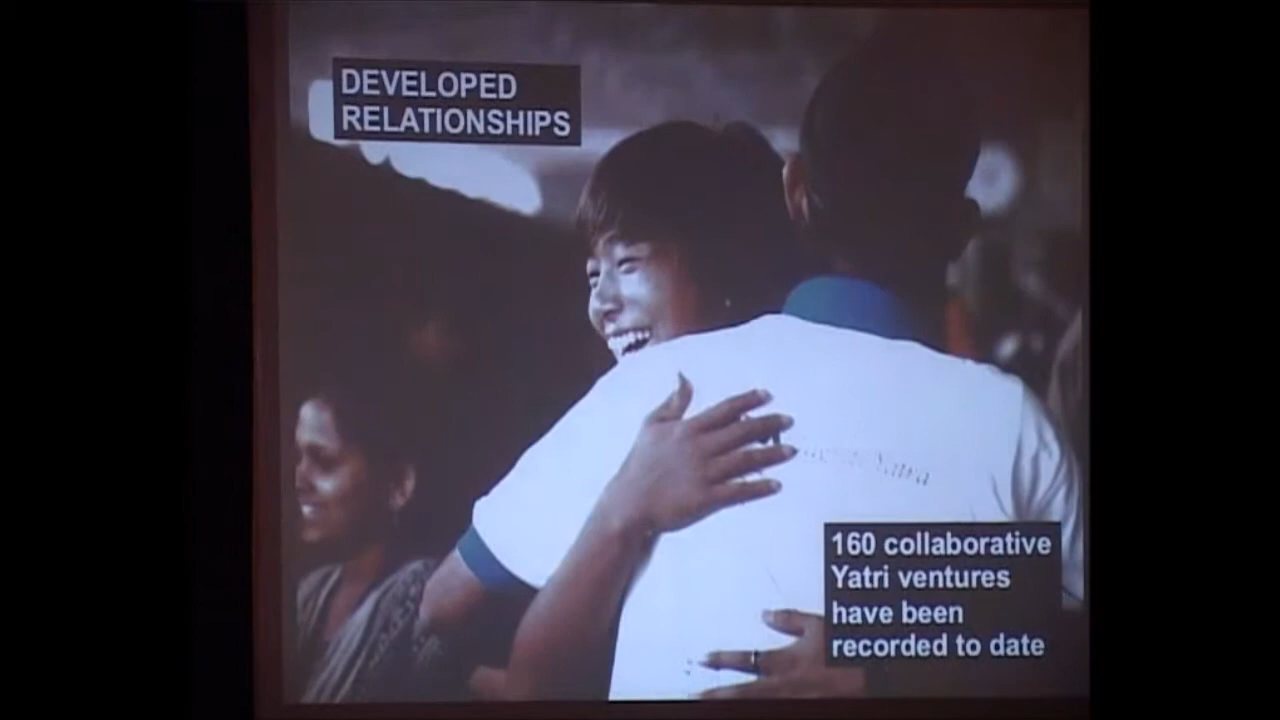 DEVELOPED
RELATIONSHIPS
160 collaborative
Yatri ventures
have been
recorded to date